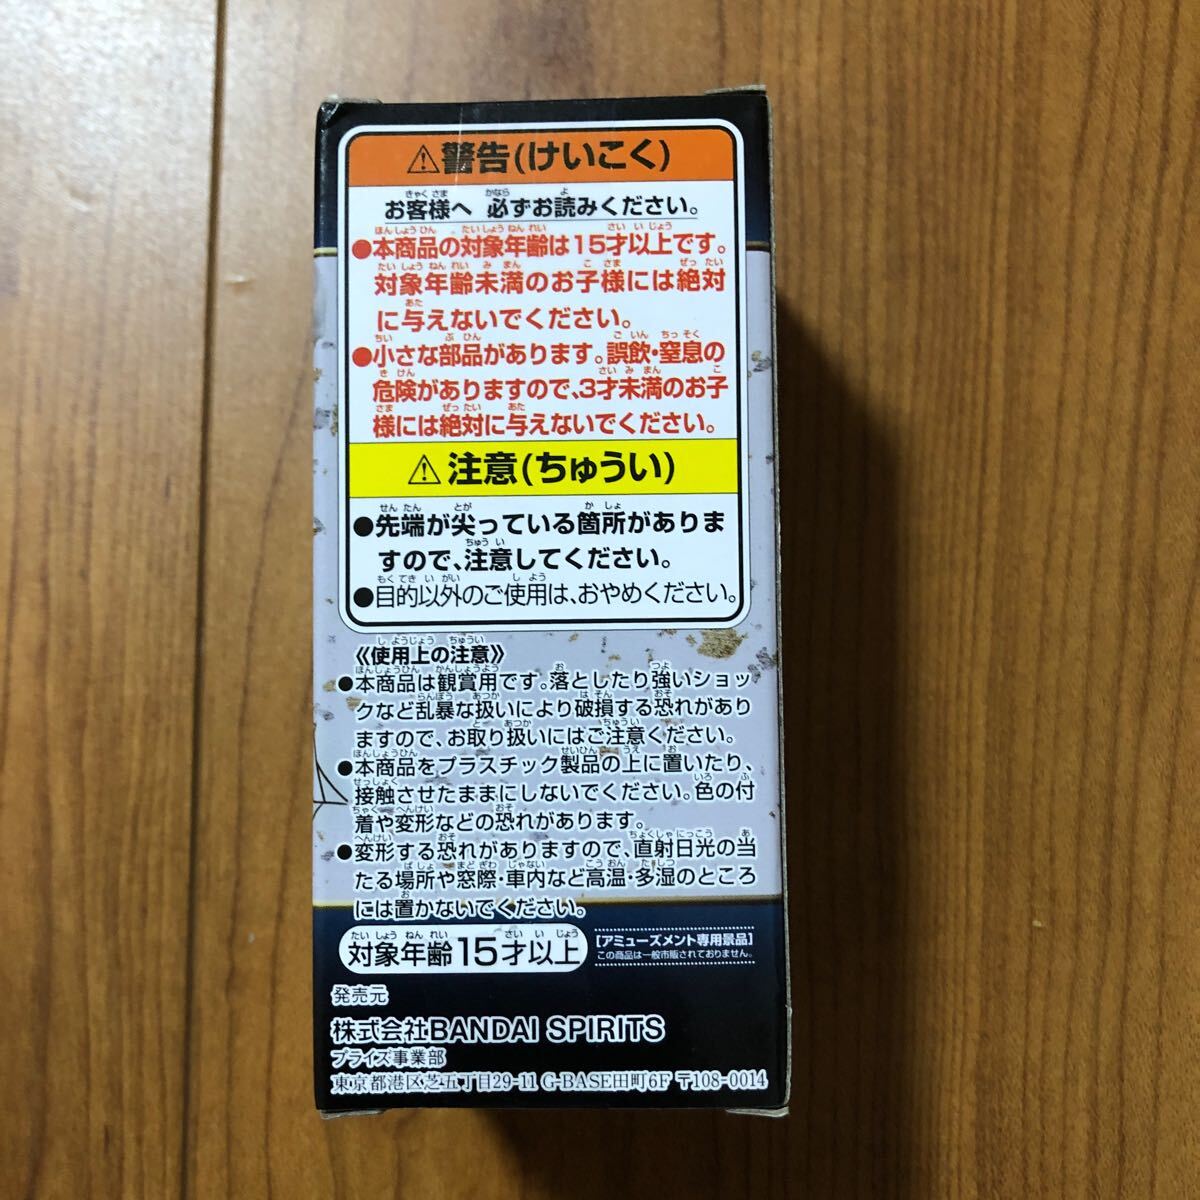 ⚠警告(けいこく)
お客様へ 必ずお読みください。
●本商品の対象年齢は15才以上です。
対象年齢未満のお子様には絶対
に与えないでください。
●小さな部品があります。誤飲・窒息の
危険がありますので、3才未満のお子
様には絶対に与えないでください。
⚠注意(ちゅうい)
●先端が尖っている箇所がありま
すので、注意してください。
●目的以外のご使用は、おやめください。
《使用上の注意》
●本商品は観賞用です。落としたり強いショッ
クなど乱暴な扱いにより破損する恐れがあり
ますので、お取り扱いにはご注意ください。
●本商品をプラスチック製品の上に置いたり、
接触させたままにしないでください。色の付
着や変形などの恐れがあります。
●変形する恐れがありますので、直射日光の当
たる場所や窓際・車内など高温・多湿のところ
には置かないでください。
対象年齢15才以上
[アミューズメント専用景品]
この商品は一般市販されておりません。
発売元
株式会社BANDAI SPIRITS
プライズ事業部
東京都港区芝五丁目29-11 G-BASE田町6F 〒108-0014